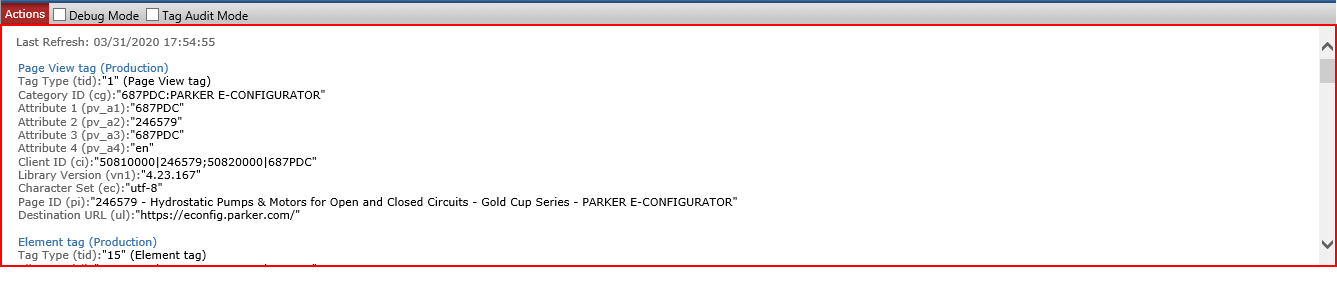 Actions Debug Mode Tag Audit Mode
Last Refresh: 03/31/2020 17:54:55
Page View tag (Production)
Tag Type (tid):"1" (Page View tag)
Category ID (cg):"687PDC:PARKER E-CONFIGURATOR"
Attribute 1 (pv_a1):"687PDC"
Attribute 2 (pv_a2):"246579"
Attribute 3 (pv_a3):"687PDC"
Attribute 4 (pv_a4):"en"
Client ID (ci):"50810000|246579;50820000|687PDC"
Library Version (vn1):"4.23.167"
Character Set (ec):"utf-8"
Page ID (pi):"246579 - Hydrostatic Pumps & Motors for Open and Closed Circuits - Gold Cup Series - PARKER E-CONFIGURATOR"
Destination URL (ul):"https://econfig.parker.com/"
Element tag (Production)
Tag Type (tid):"15" (Element tag)